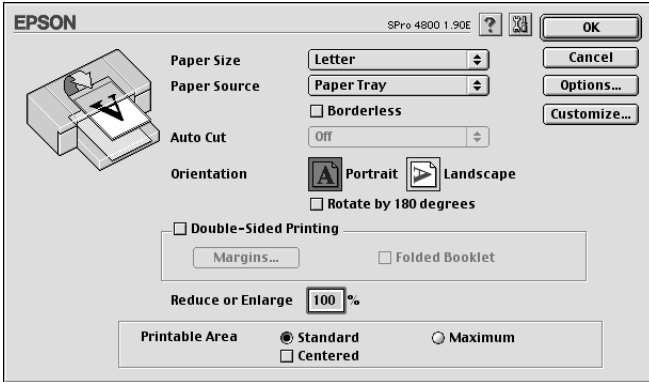 EPSON SPro 4800 1.90E ? OK
Paper Size Letter Cancel
Paper Source Paper Tray Options...
Borderless Customize...
Auto Cut Off
Orientation A Portrait A Landscape
Rotate by 180 degrees
Double-Sided Printing
Margins... Folded Booklet
Reduce or Enlarge 100 %
Printable Area Standard Maximum
Centered